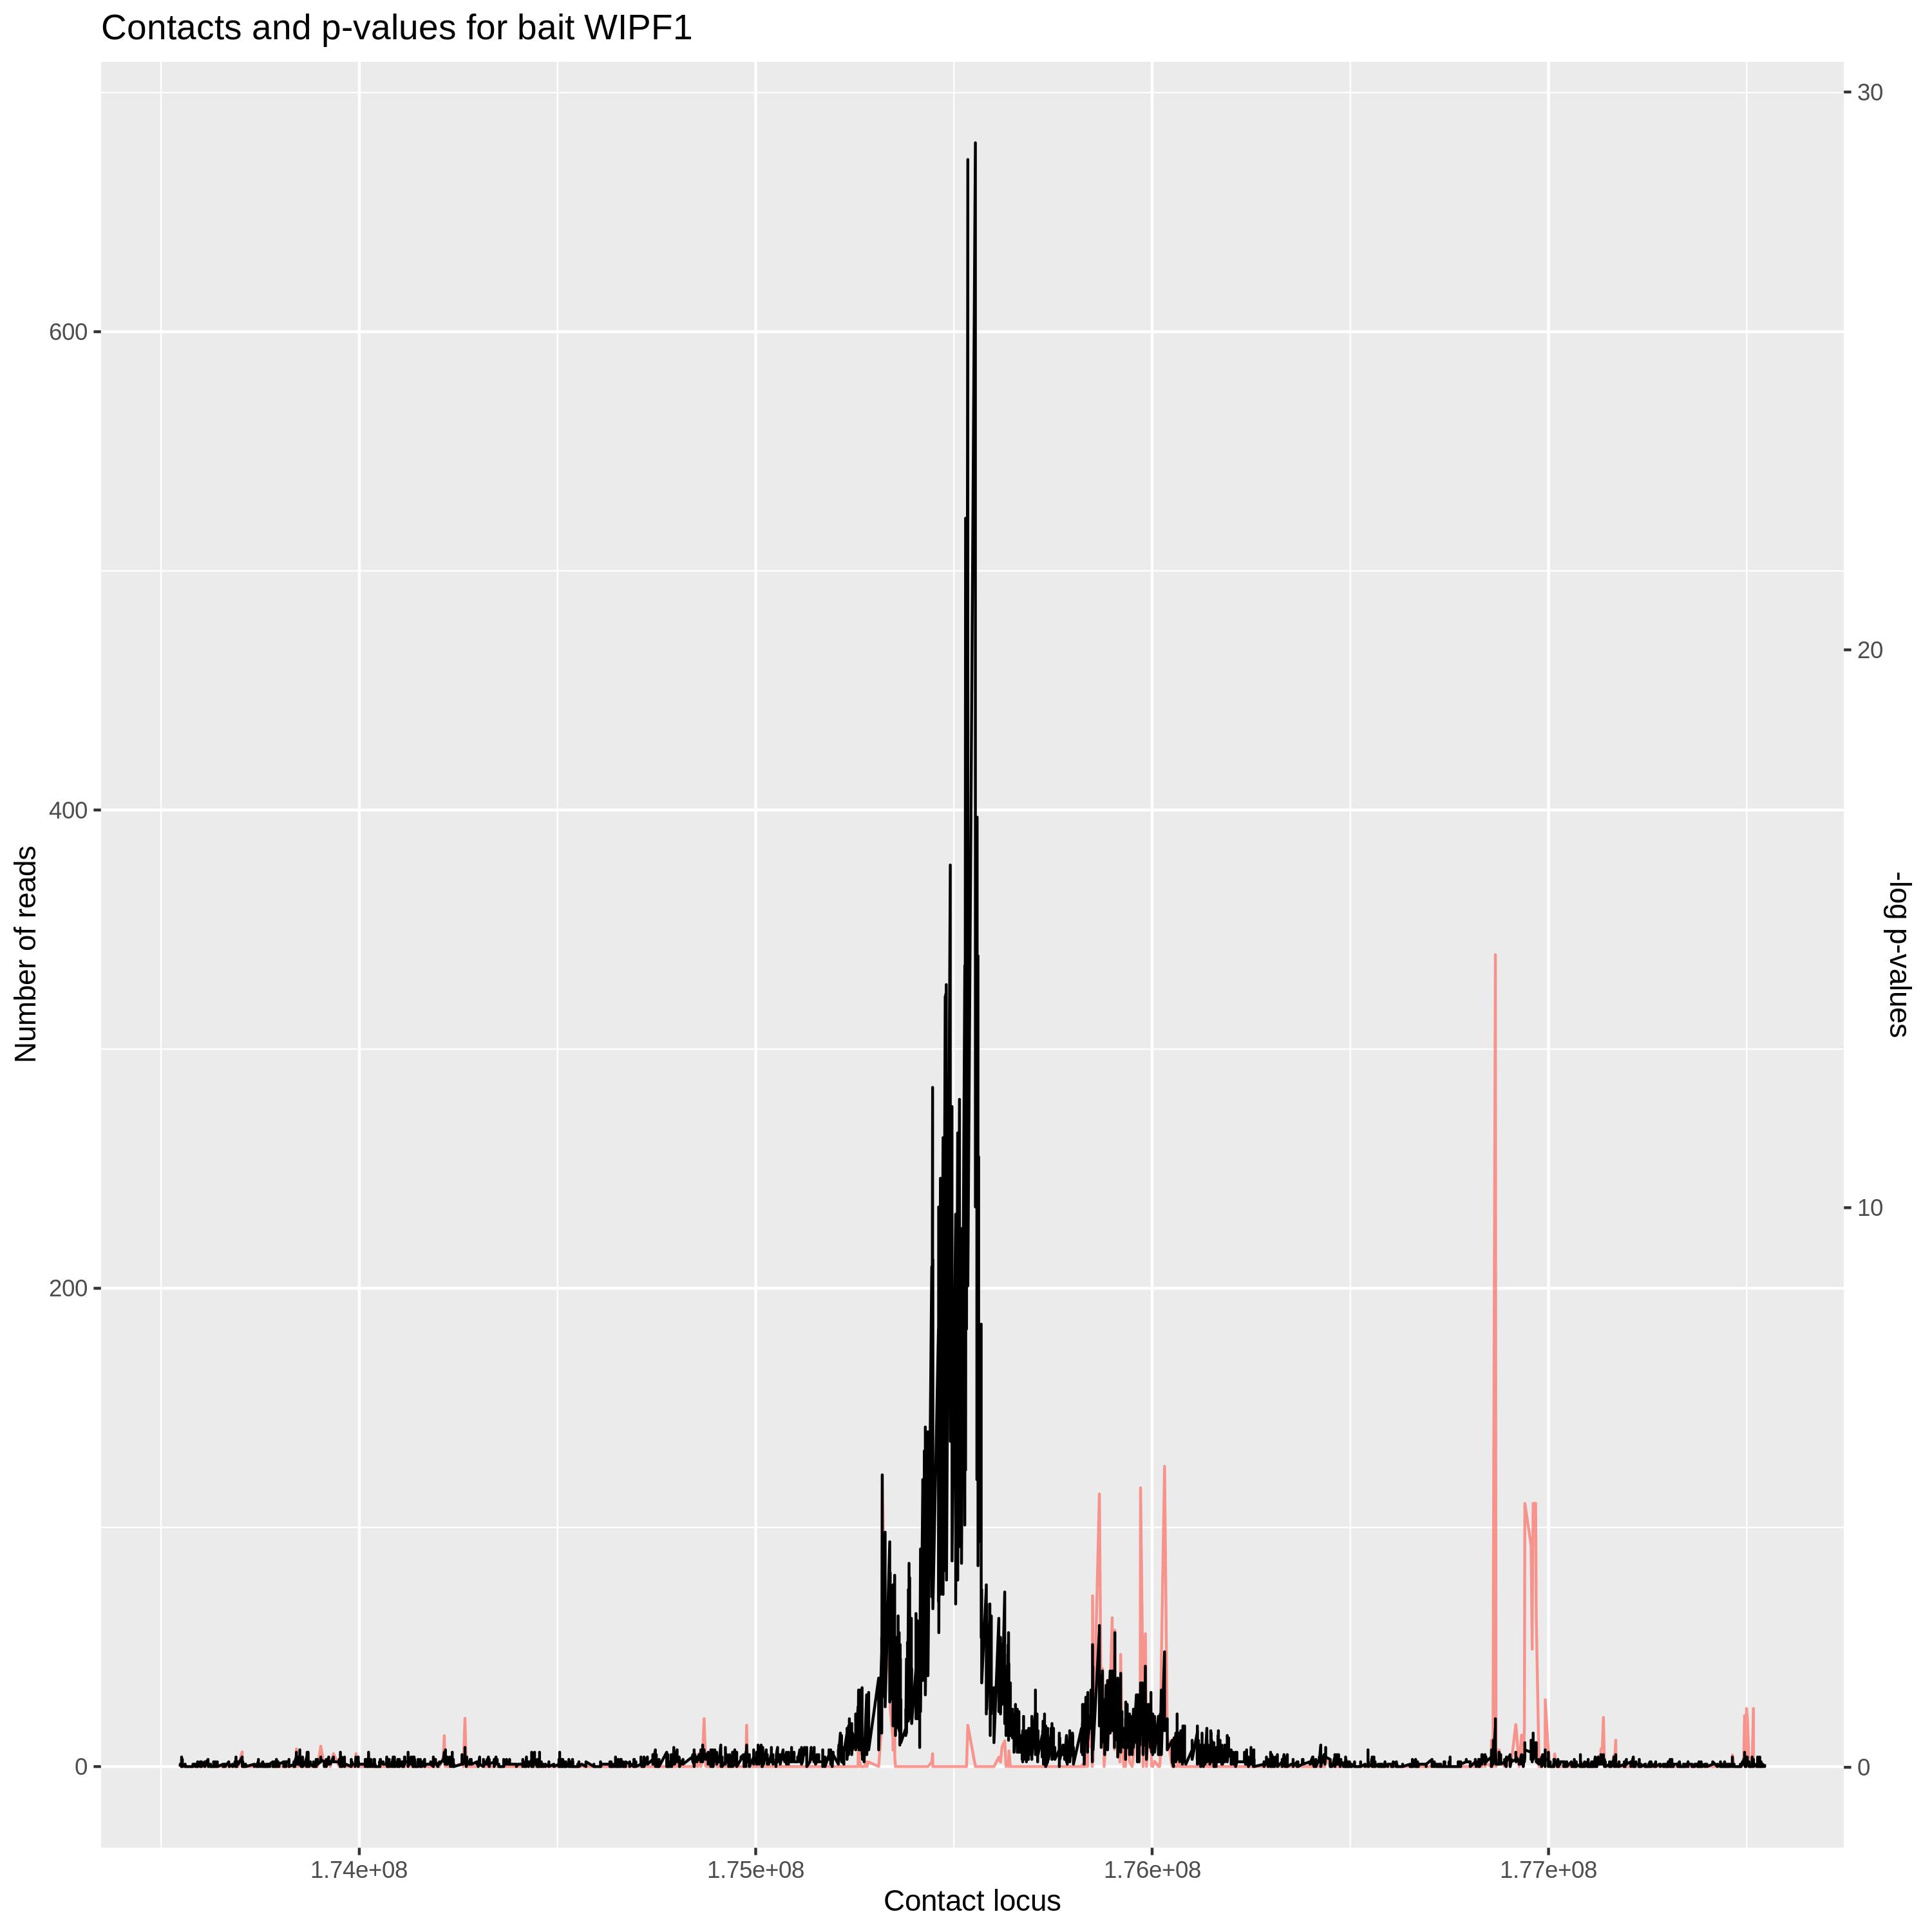 Contacts and p-values for bait WIPF1
30
600
20
400
Number of reads
-log p-values
10
200
0
0
1.74e+08
1.75e+08
1.76e+08
1.77e+08
Contact locus